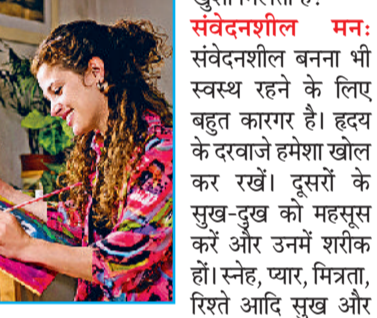 संवेदनशील मन:
संवेदनशील बनना भी
स्वस्थ रहने के लिए
बहुत कारगर है। हृदय
के दरवाजे हमेशा खोल
कर रखें। दूसरों के
सुख-दुख को महसूस
करें और उनमें शरीक
हों। स्नेह, प्यार, मित्रता,
रिश्ते आदि सुख और